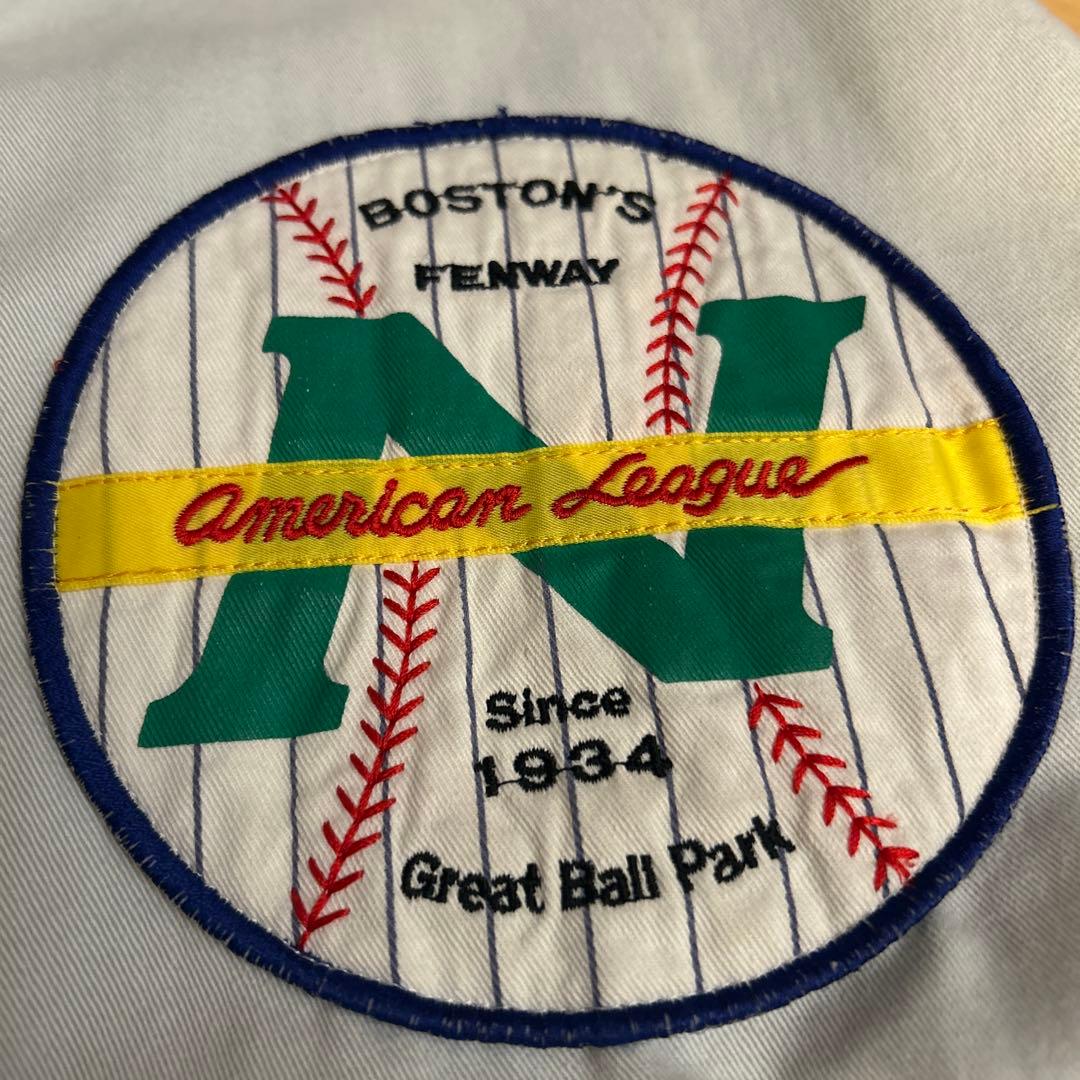 BOSTON'S
FENWAY
N
American League
Since
1934
Great Ball Park